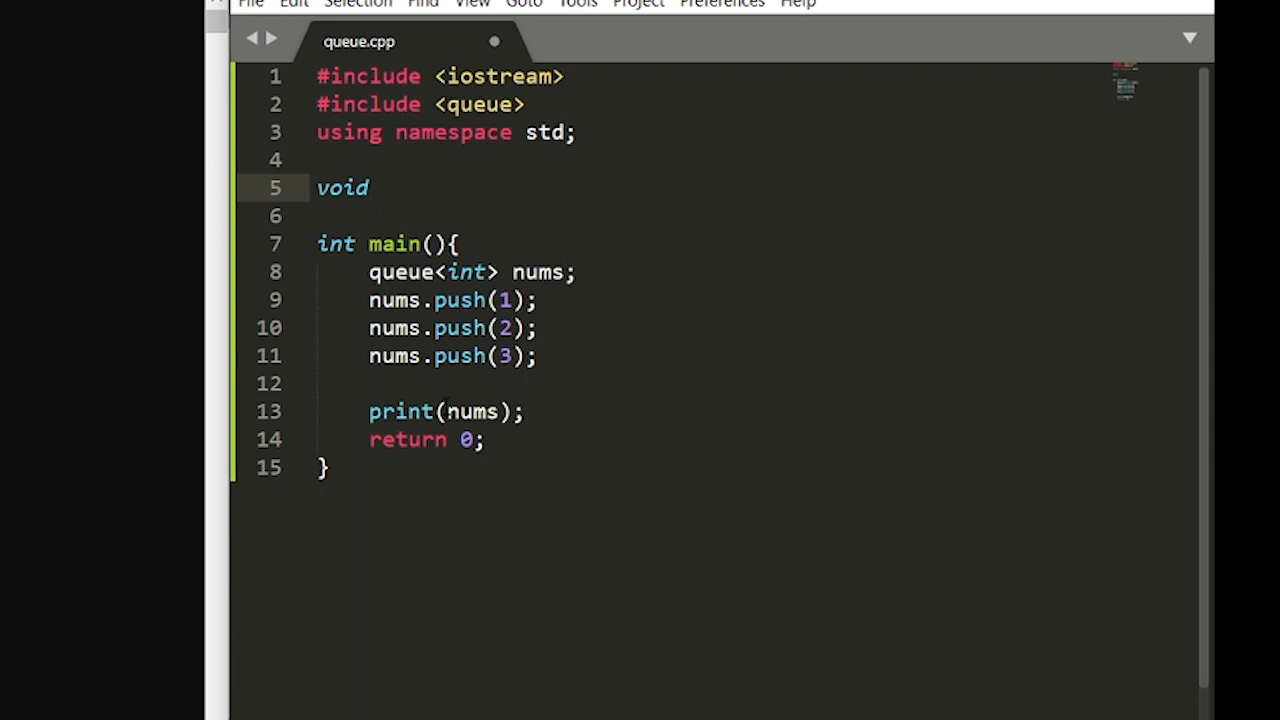 File Edit Selection Find View Goto Tools Project Preferences Help
queue.cpp
1 #include <iostream>
2 #include <queue>
3 using namespace std;
4
5 void
6
7 int main(){
8 queue<int> nums;
9 nums.push(1);
10 nums.push(2);
11 nums.push(3);
12
13 print(nums);
14 return 0;
15 }